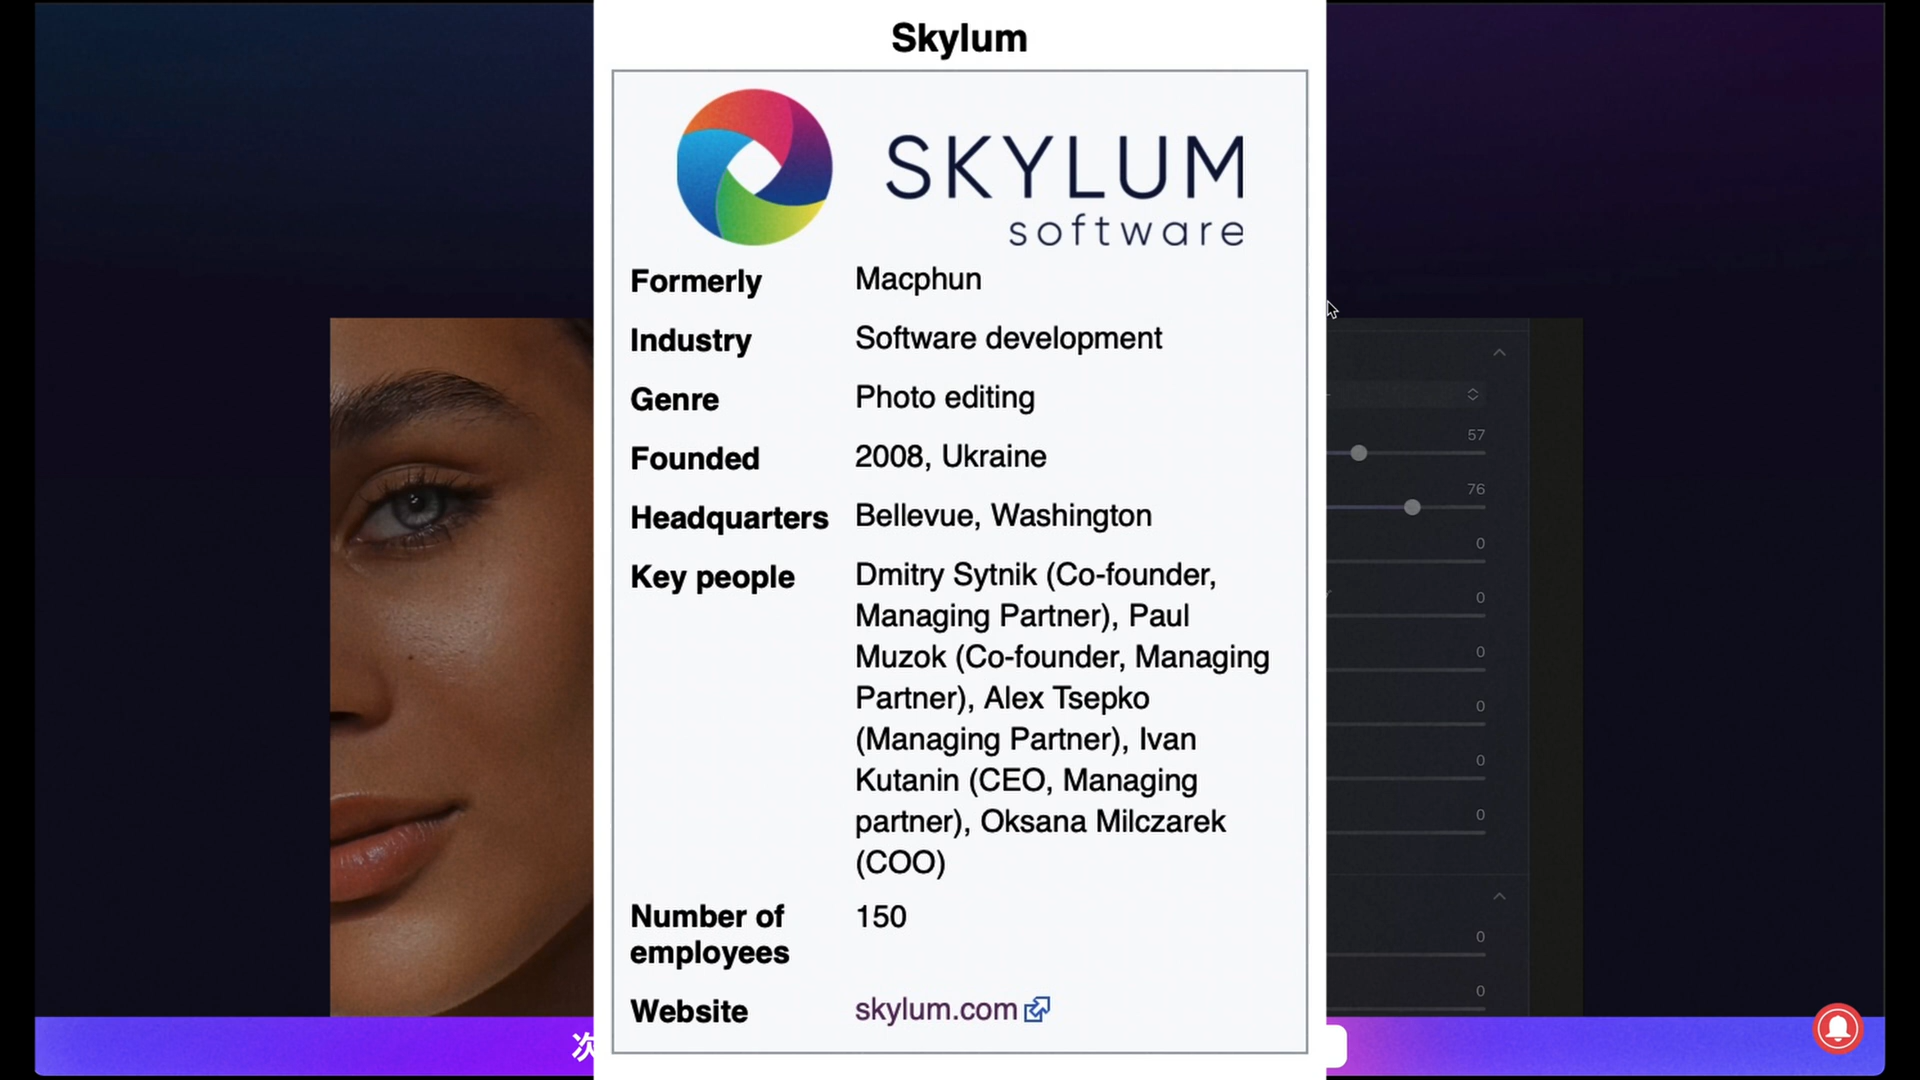 Skylum
SKYLUM
software
Formerly Macphun
Industry Software development
Genre Photo editing
Founded 2008, Ukraine
Headquarters Bellevue, Washington
Key people Dmitry Sytnik (Co-founder,
Managing Partner), Paul
Muzok (Co-founder, Managing
Partner), Alex Tsepko
(Managing Partner), Ivan
Kutanin (CEO, Managing
partner), Oksana Milczarek
(COO)
Number of 150
employees
Website skylum.com
57
76
0
0
0
0
0
0
0
0
次